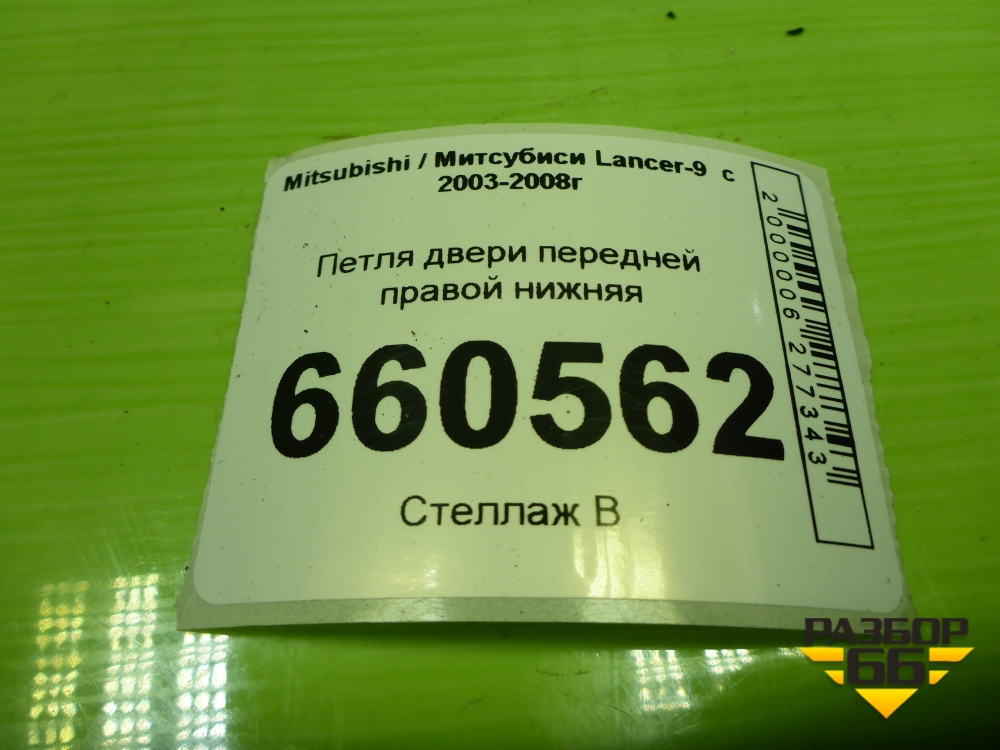 Mitsubishi / Митсубиси Lancer-9 с
2003-2008г
Петля двери передней
правой нижняя
660562
Стеллаж В
2000006277343
РАЗБОР
66